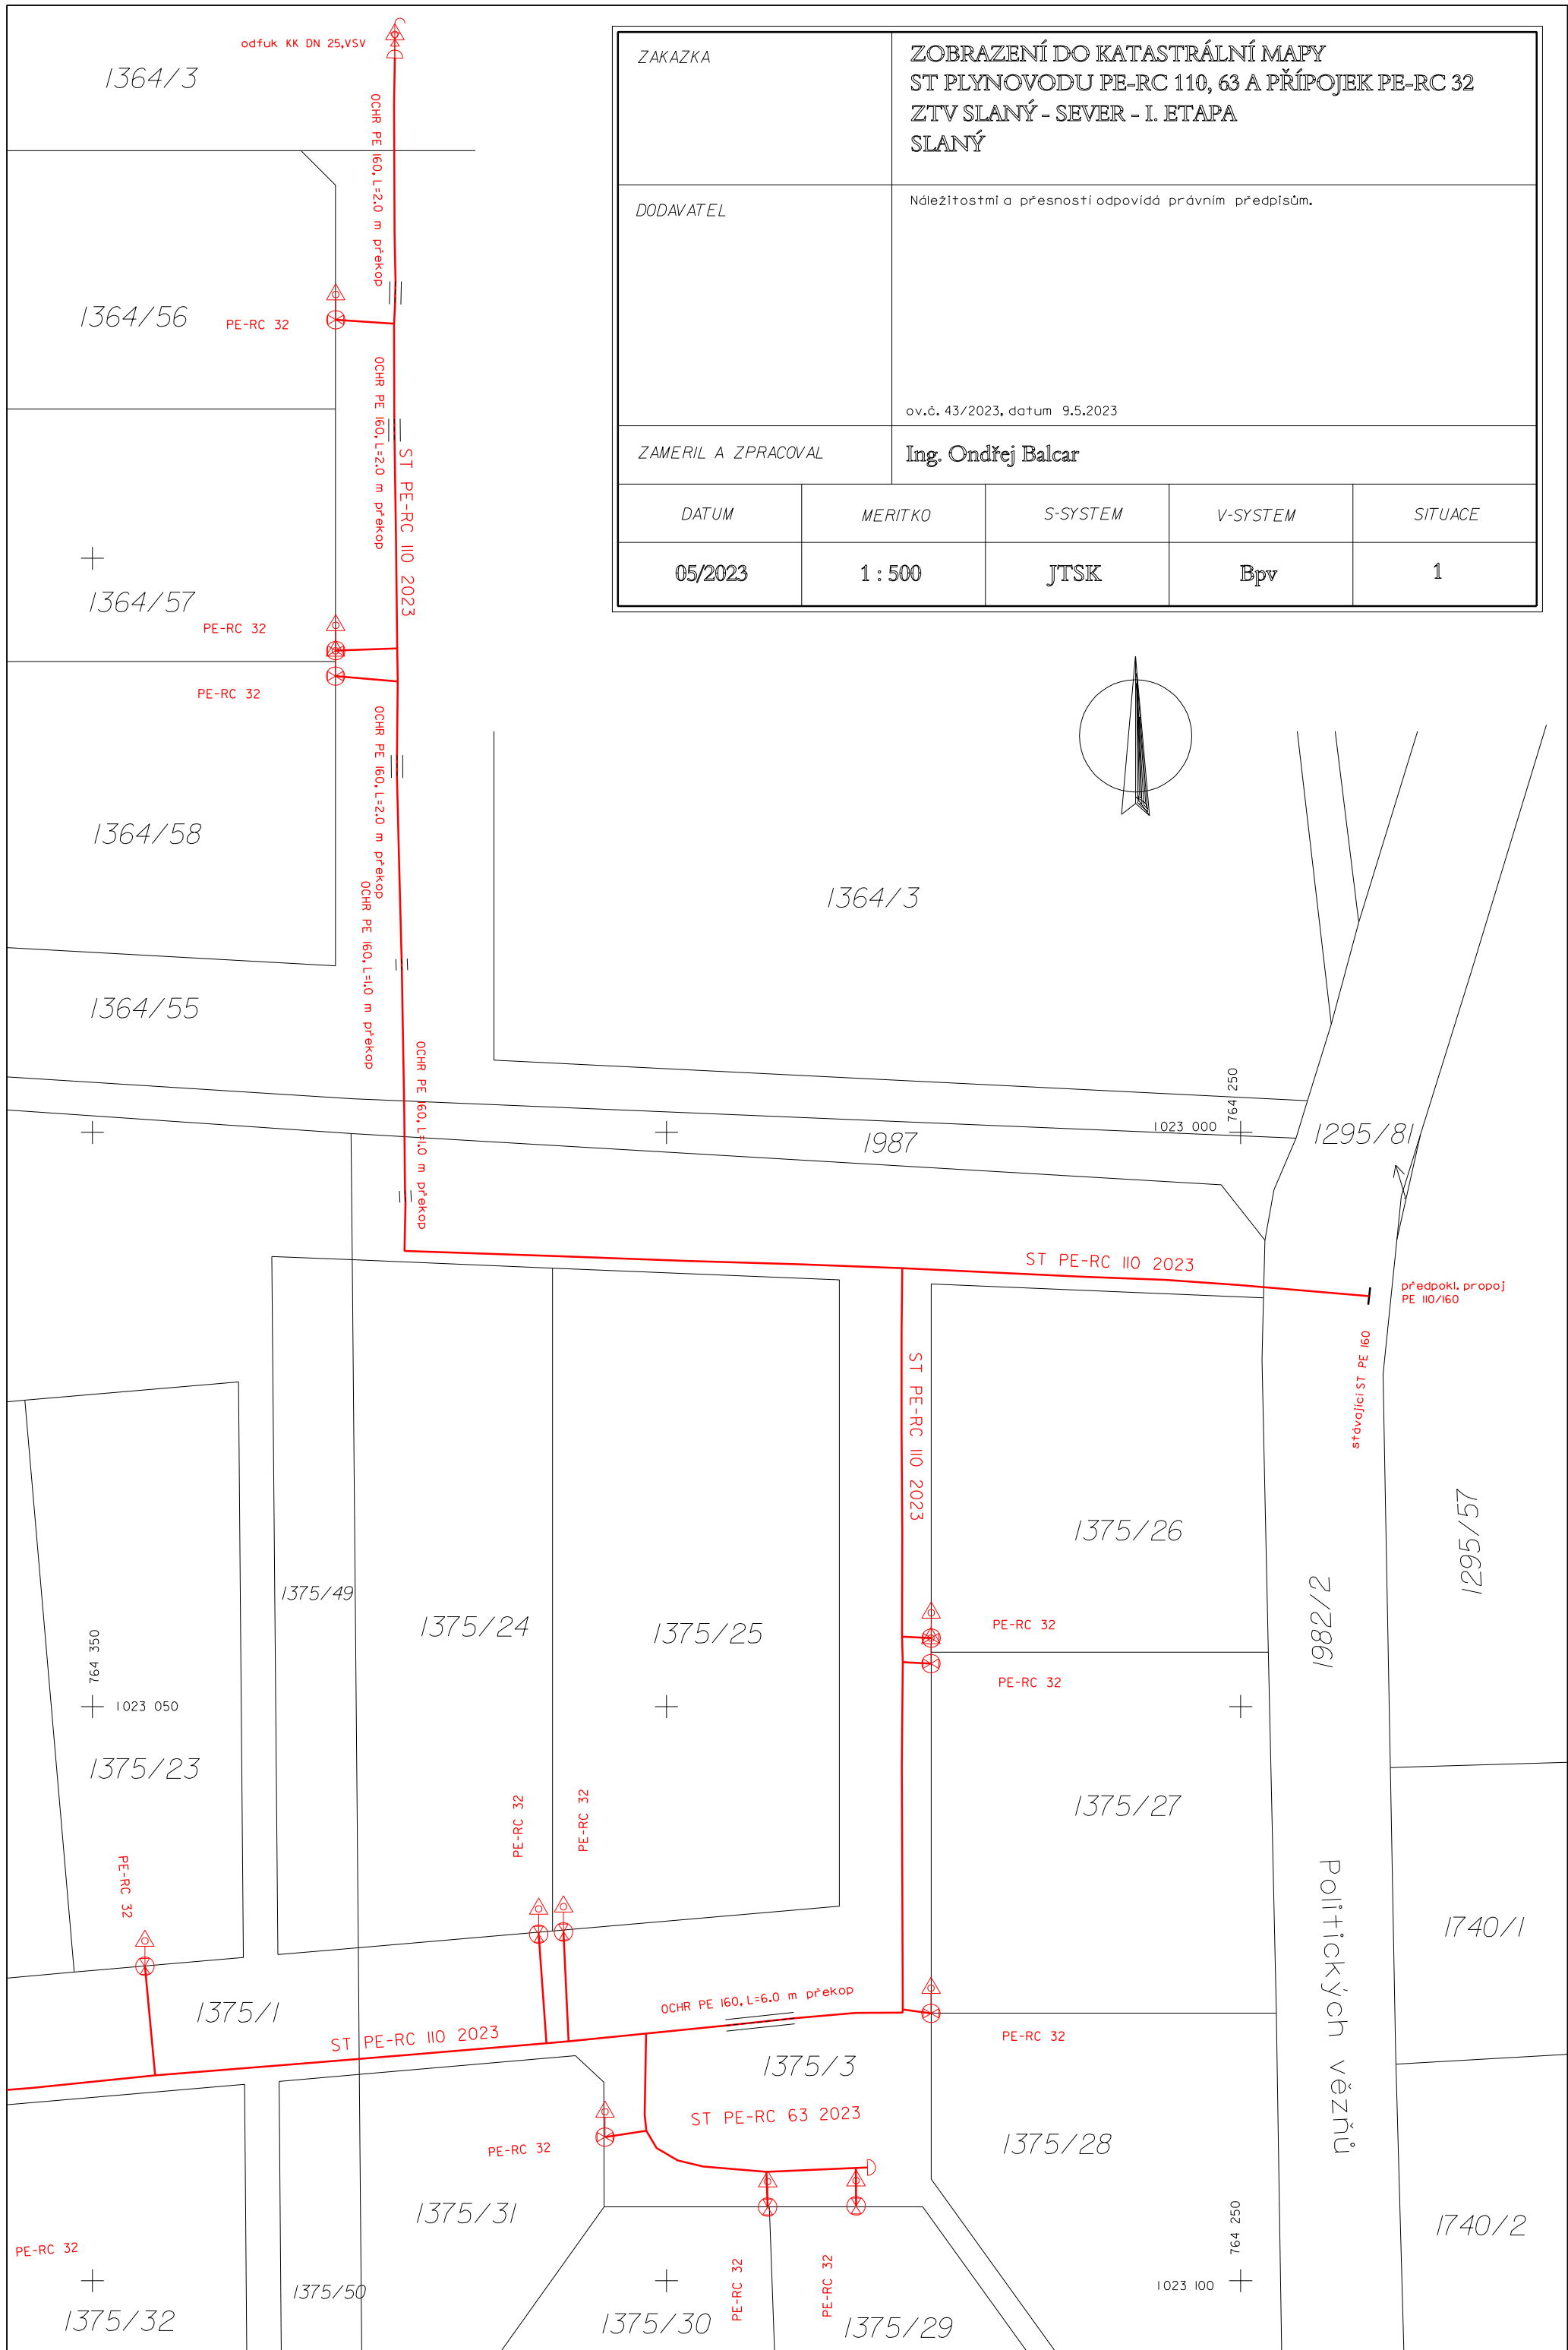 odfuk KK DN 25,VSV
1364/3
OCHR PE 160, L=2.0 m překop
ZAKAZKA
ZOBRAZENÍ DO KATASTRÁLNÍ MAPY
ST PLYNOVODU PE-RC 110, 63 A PŘÍPOJEK PE-RC 32
ZTV SLANÝ - SEVER - I. ETAPA
SLANÝ
DODAVATEL
Náležitostmi a přesností odpovídá právním předpisům.
ov.č. 43/2023, datum 9.5.2023
ZAMERIL A ZPRACOVAL
Ing. Ondřej Balcar
DATUM
MERITKO
S-SYSTEM
V-SYSTEM
SITUACE
05/2023
1 : 500
JTSK
Bpv
1
1364/56
PE-RC 32
OCHR PE 160, L=2.0 m překop
ST PE-RC 110 2023
1364/57
PE-RC 32
PE-RC 32
OCHR PE 160, L=2.0 m překop
1364/58
OCHR PE 160, L=1.0 m překop
1364/3
1364/55
OCHR PE 160, L=1.0 m překop
1987
1023 000
764 250
1295/81
ST PE-RC 110 2023
předpokl. propoj
PE 110/160
stávající ST PE 160
ST PE-RC 110 2023
1375/26
1295/57
1375/49
1375/24
1375/25
PE-RC 32
1982/2
764 350
1023 050
PE-RC 32
1375/23
PE-RC 32
PE-RC 32
1375/27
PE-RC 32
Politických vězňů
1740/1
1375/1
OCHR PE 160, L=6.0 m překop
ST PE-RC 110 2023
PE-RC 32
1375/3
ST PE-RC 63 2023
PE-RC 32
1375/28
1375/31
764 250
1740/2
PE-RC 32
PE-RC 32
PE-RC 32
1023 100
1375/50
1375/32
1375/30
1375/29